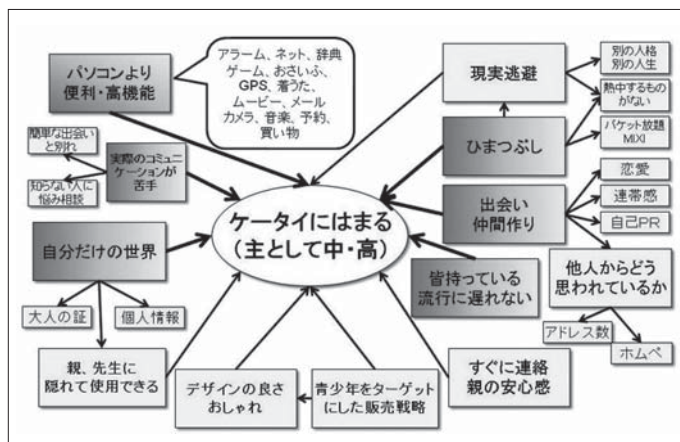 パソコンより
便利・高機能
アラーム、ネット、辞典
ゲーム、おさいふ、
GPS、着うた、
ムービー、メール
カメラ、音楽、予約、
買い物
現実逃避
別の人格
別の人生
熱中するもの
がない
パケット放題
MIXI
ひまつぶし
簡単な出会い
と別れ
実際のコミュニ
ケーションが
苦手
知らない人に
悩み相談
出会い
仲間作り
恋愛
連帯感
自己PR
ケータイにはまる
(主として中・高)
自分だけの世界
皆持っている
流行に遅れない
他人からどう
思われているか
大人の証
個人情報
アドレス数
ホムペ
親、先生に
隠れて使用できる
デザインの良さ
おしゃれ
青少年をターゲット
にした販売戦略
すぐに連絡
親の安心感